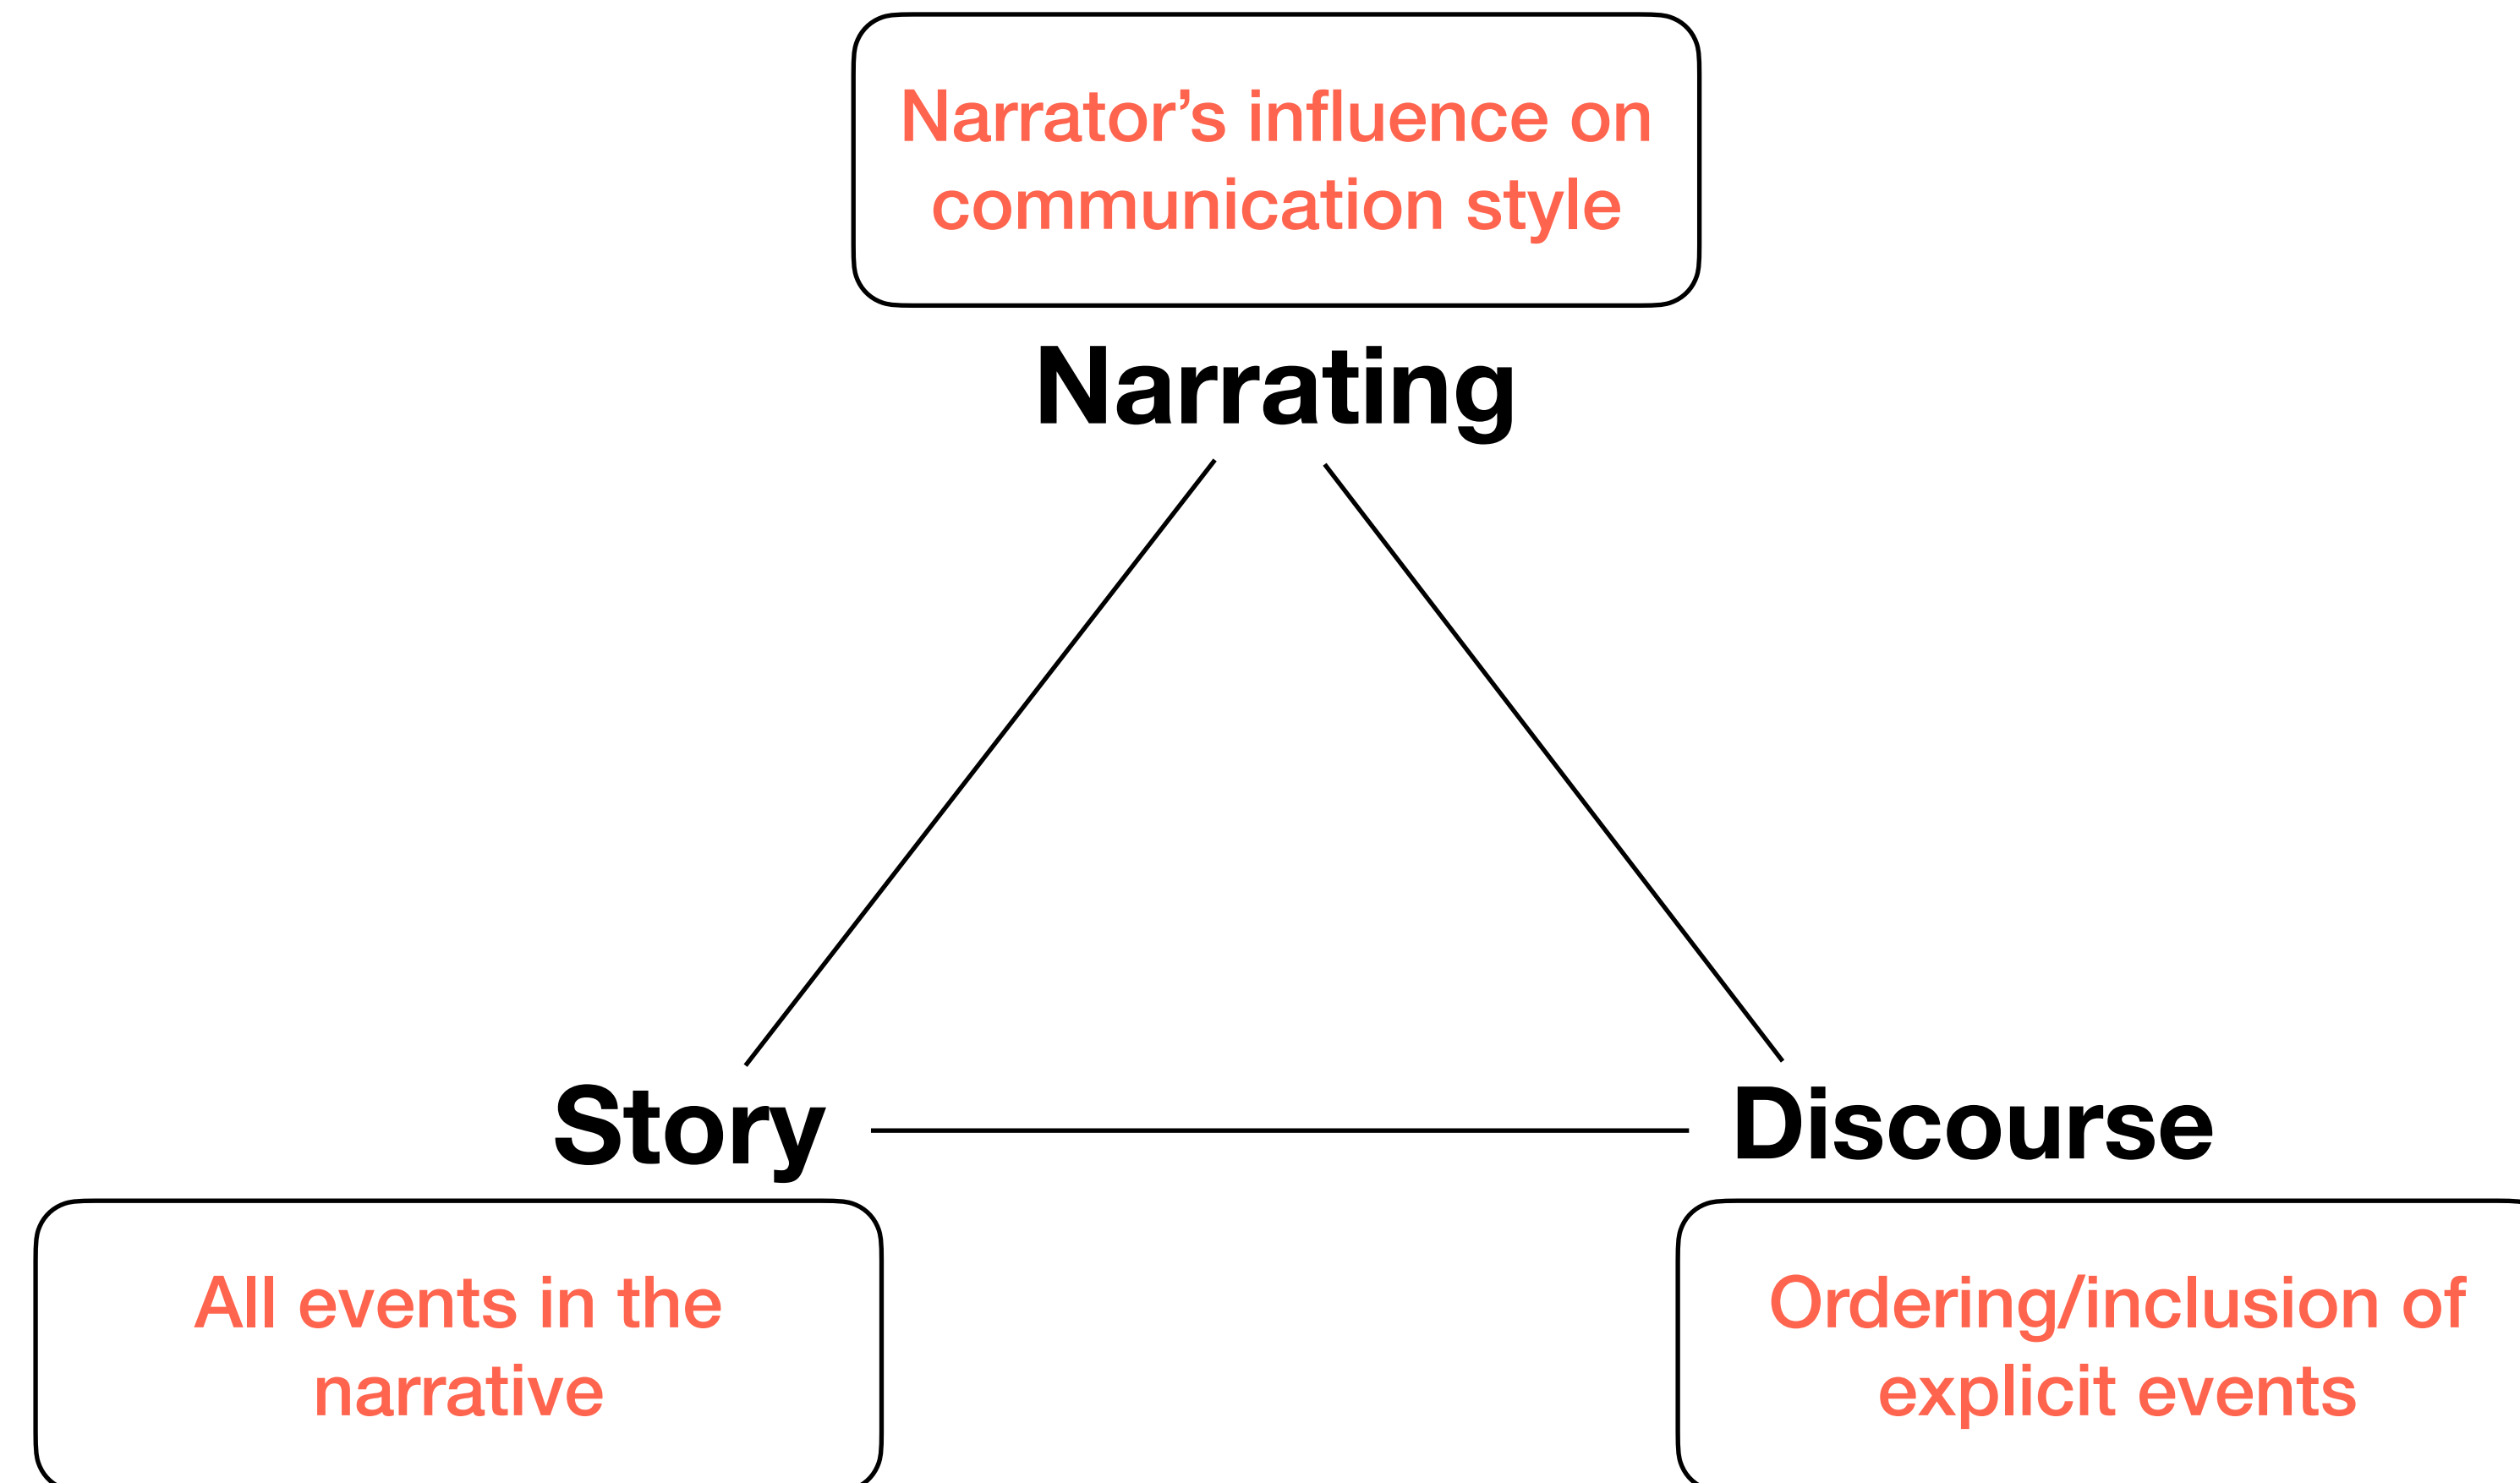 Narrator’s influence on
communication style
Narrating
Story
Discourse
All events in the
narrative
Ordering/inclusion of
explicit events